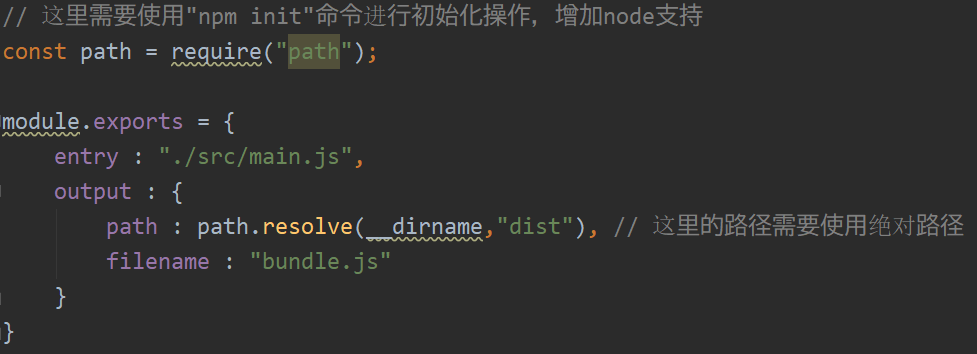 // 这里需要使用"npm init"命令进行初始化操作，增加node支持
const path = require("path");
module.exports = {
entry : "./src/main.js",
output : {
path : path.resolve(__dirname,"dist"), // 这里的路径需要使用绝对路径
filename : "bundle.js"
}
}